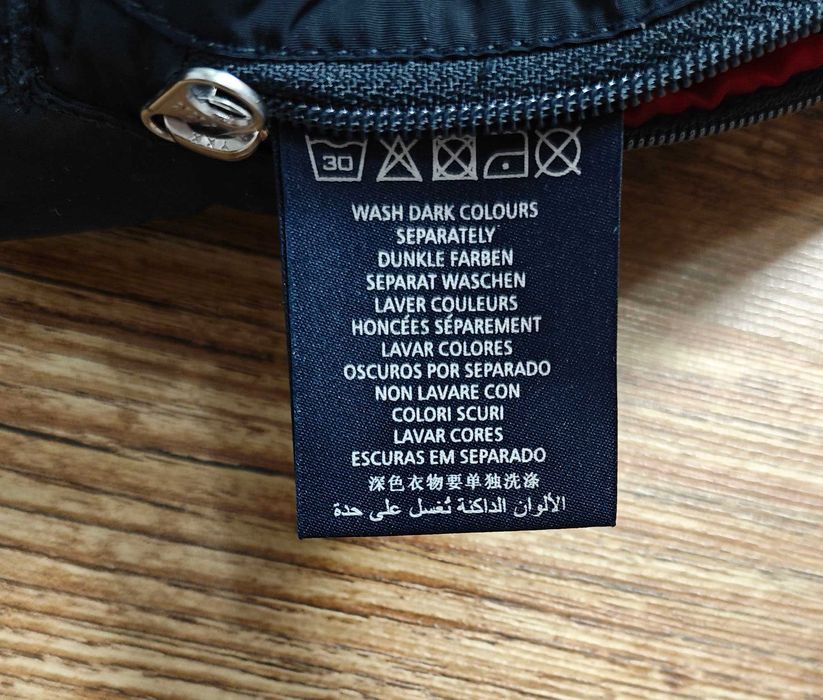 30
WASH DARK COLOURS
SEPARATELY
DUNKLE FARBEN
SEPARAT WASCHEN
LAVER COULEURS
HONCÉES SÉPAREMENT
LAVAR COLORES
OSCUROS POR SEPARADO
NON LAVARE CON
COLORI SCURI
LAVAR CORES
ESCURAS EM SEPARADO
深色衣物要单独洗涤
الألوان الداكنة تُغسل على حدة